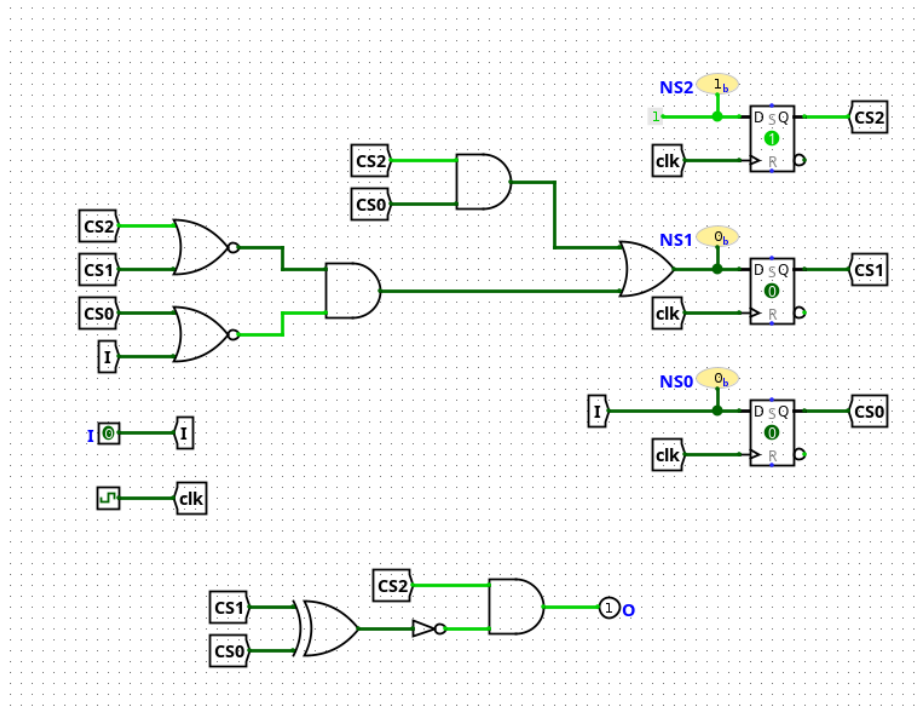 NS2 1b
1 D S Q CS2
1
clk R
CS2
CS0
CS2
CS1
CS0
I
NS1 0b
D S Q CS1
0
clk R
NS0 0b
I D S Q CS0
0
clk R
I 0 I
clk
CS2
CS1
CS0
1 O